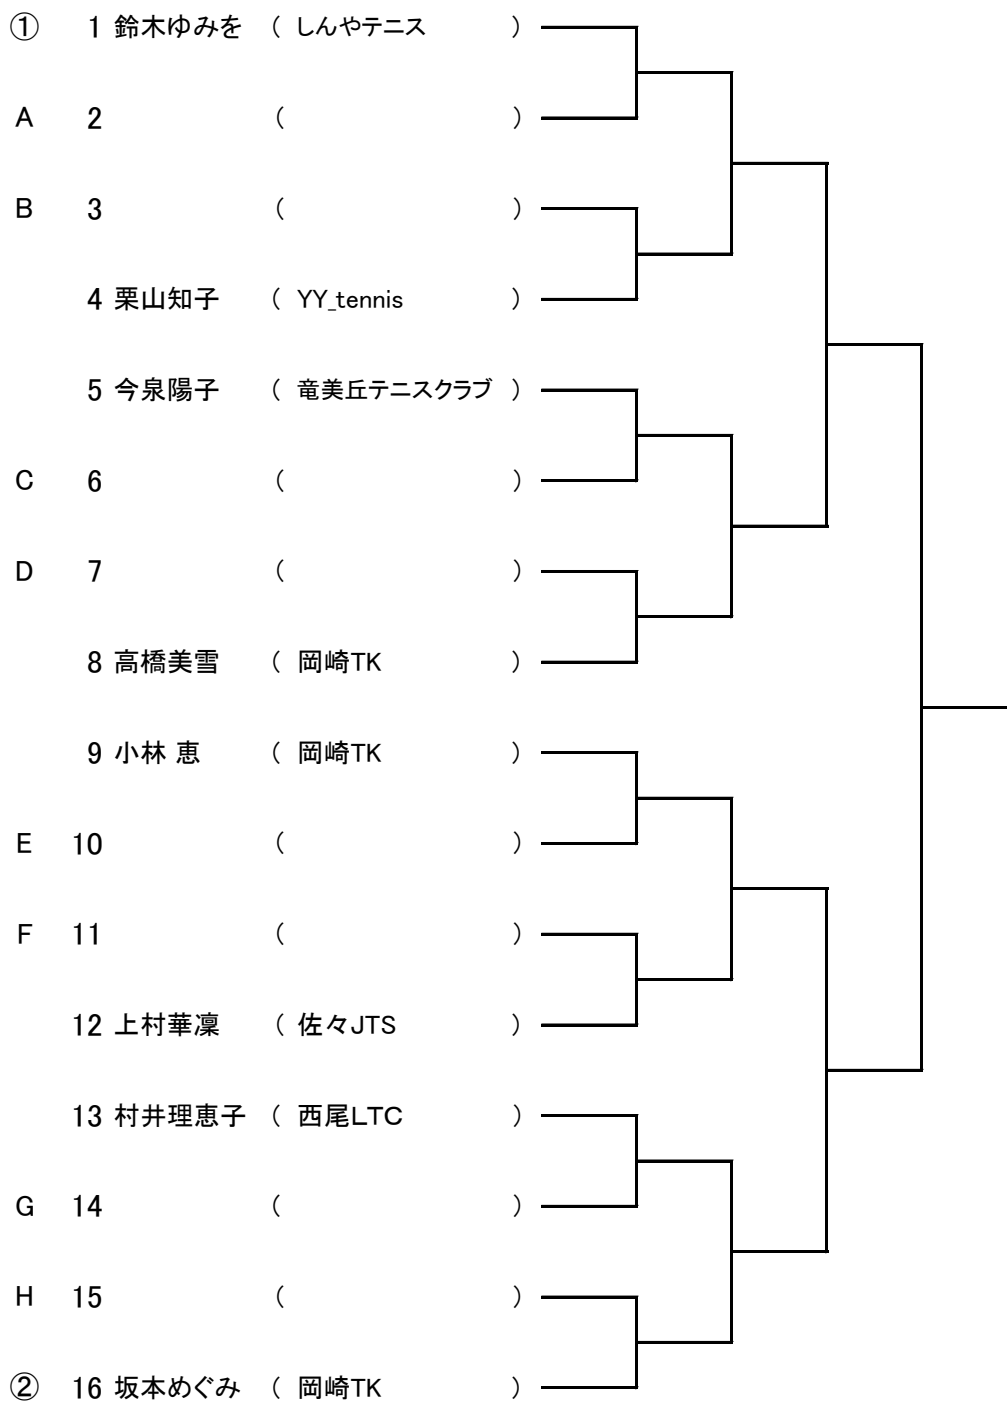 ① 1 鈴木ゆみを ( しんやテニス )
A 2 ( )
B 3 ( )
4 栗山知子 ( YY_tennis )
5 今泉陽子 ( 竜美丘テニスクラブ )
C 6 ( )
D 7 ( )
8 高橋美雪 ( 岡崎TK )
9 小林 恵 ( 岡崎TK )
E 10 ( )
F 11 ( )
12 上村華凜 ( 佐々JTS )
13 村井理恵子 ( 西尾LTC )
G 14 ( )
H 15 ( )
② 16 坂本めぐみ ( 岡崎TK )